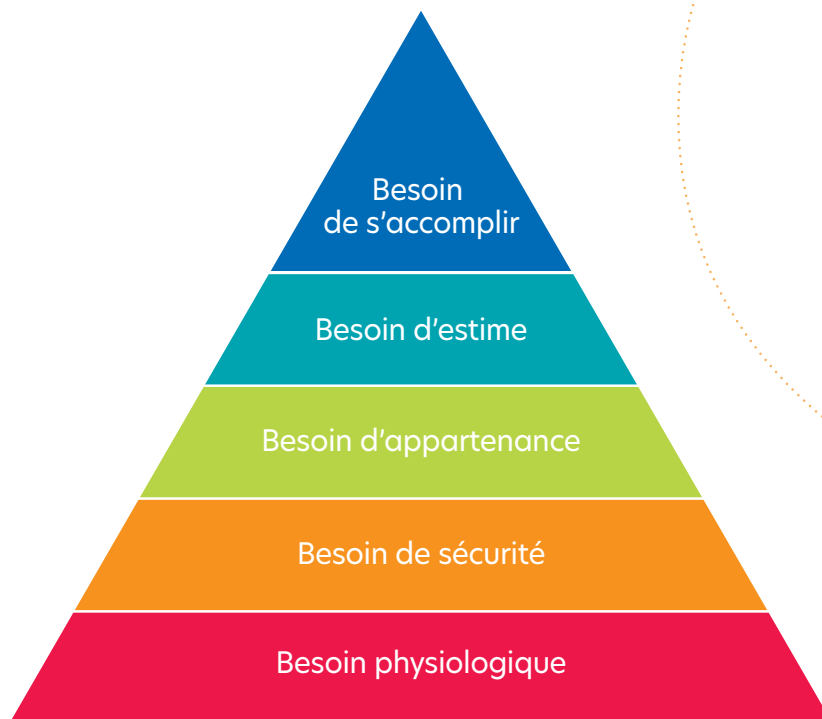 Besoin
de s'accomplir
Besoin d'estime
Besoin d'appartenance
Besoin de sécurité
Besoin physiologique